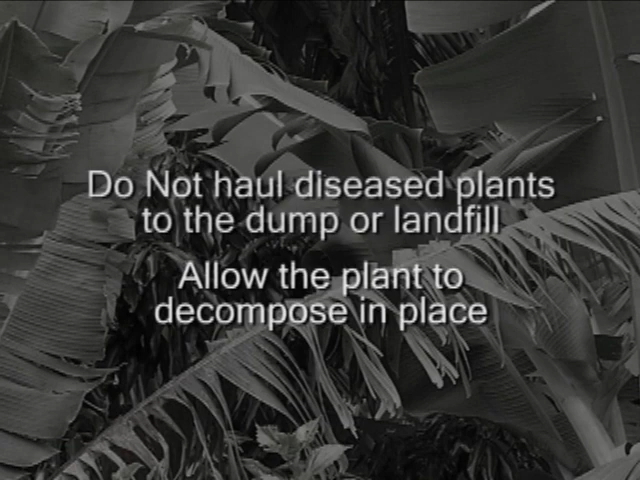 Do Not haul diseased plants
to the dump or landfill
Allow the plant to
decompose in place